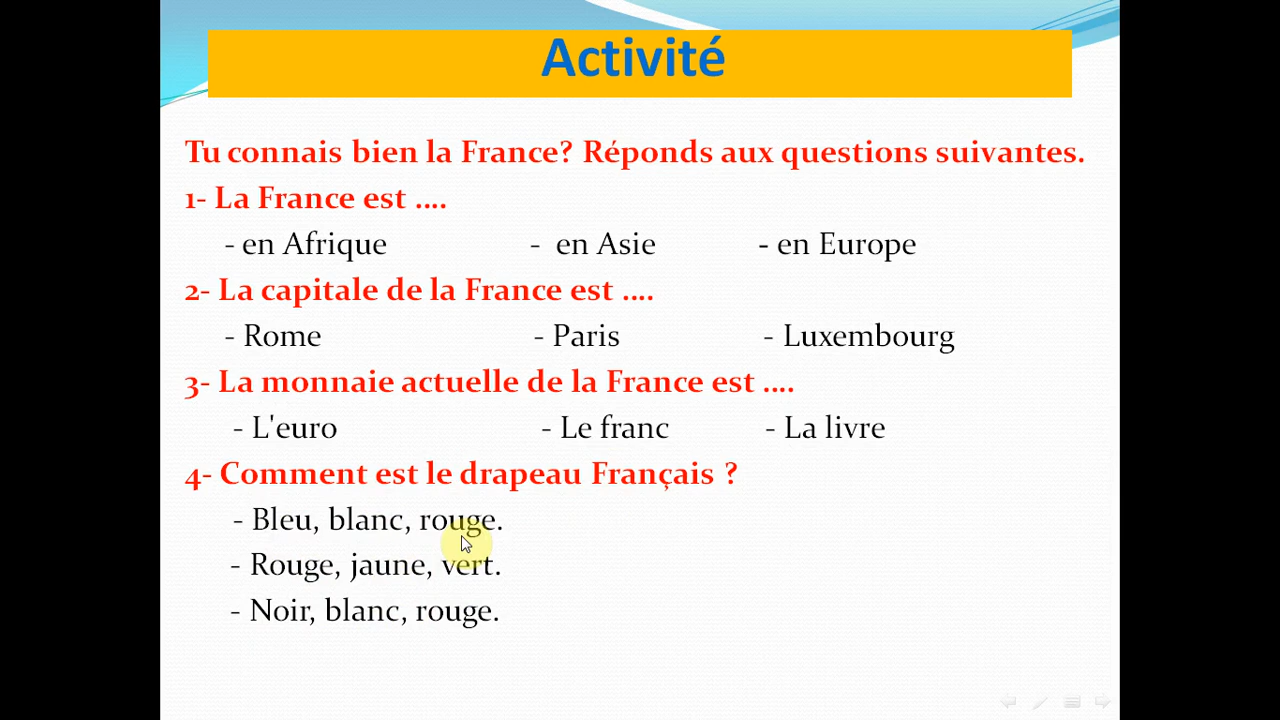 Activité
Tu connais bien la France? Réponds aux questions suivantes.
1- La France est ....
- en Afrique - en Asie - en Europe
2- La capitale de la France est ....
- Rome - Paris - Luxembourg
3- La monnaie actuelle de la France est ....
- L'euro - Le franc - La livre
4- Comment est le drapeau Français ?
- Bleu, blanc, rouge.
- Rouge, jaune, vert.
- Noir, blanc, rouge.